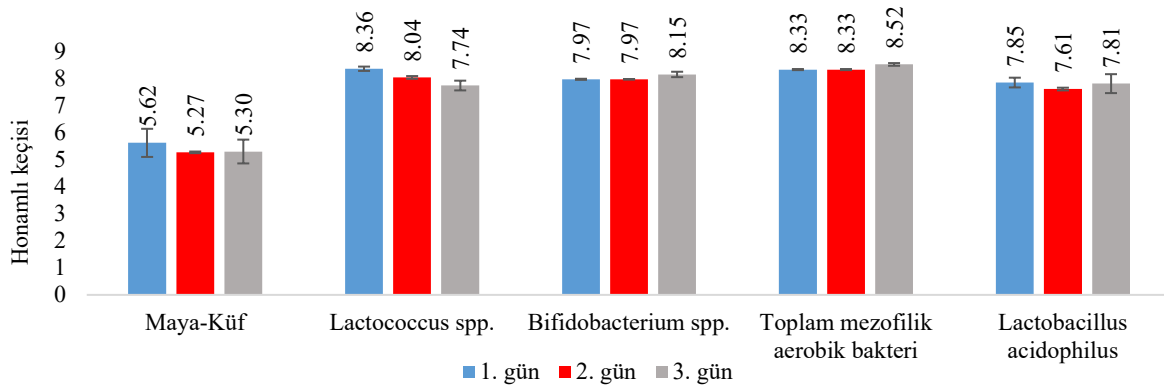 Honamlı keçisi
9
8
7
6
5
4
3
2
1
0
5.62
5.27
5.30
8.36
8.04
7.74
7.97
7.97
8.15
8.33
8.33
8.52
7.85
7.61
7.81
Maya-Küf
Lactococcus spp.
Bifidobacterium spp.
Toplam mezofilik
aerobik bakteri
Lactobacillus
acidophilus
1. gün
2. gün
3. gün